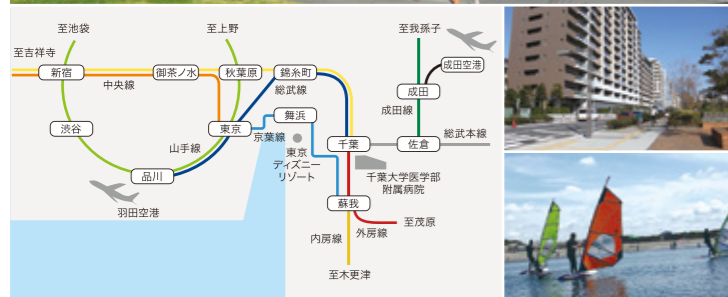 至池袋
至上野
至我孫子
至吉祥寺
成田空港
新宿
御茶ノ水
秋葉原
錦糸町
中央線
総武線
成田
成田線
舞浜
渋谷
東京
京葉線
総武本線
山手線
千葉
佐倉
東京
ディズニー
リゾート
千葉大学医学部
附属病院
品川
蘇我
羽田空港
至茂原
内房線
外房線
至木更津